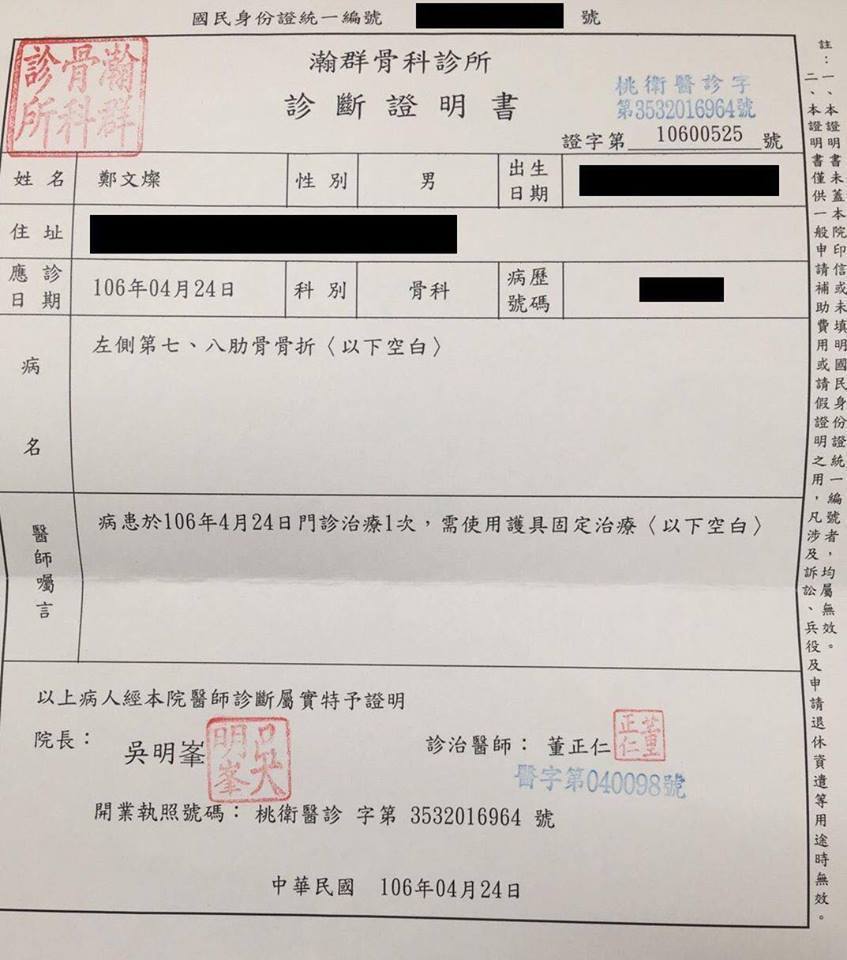 國民身份證統一編號 號
瀚群骨科診所
瀚群骨科診所
診斷證明書
桃衛醫診字
第3532016964號
證字第 10600525 號
姓名 鄭文燦 性別 男 出生日期
住址
應診日期 106年04月24日 科別 骨科 病歷號碼
病名 左側第七、八肋骨骨折〈以下空白〉
醫師囑言 病患於106年4月24日門診治療1次，需使用護具固定治療〈以下空白〉
以上病人經本院醫師診斷屬實特予證明
院長： 吳明峯 吳明峯 診治醫師： 董正仁 董正仁
醫字第040098號
開業執照號碼：桃衛醫診 字第 3532016964 號
中華民國 106年04月24日
註：一、本證明書未蓋本院印信或未填明國民身份證統一編號者，均屬無效。
二、本證明書僅供一般申請補助費用或請假證明之用，凡涉及訴訟、兵役及申請退休資遣等用途時無效。